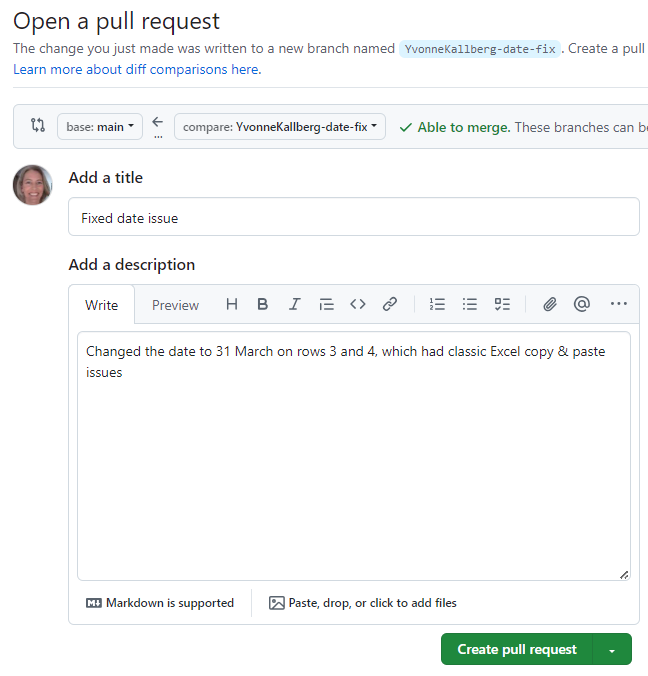 Open a pull request
The change you just made was written to a new branch named YvonneKallberg-date-fix. Create a pull
Learn more about diff comparisons here.
base: main compare: YvonneKallberg-date-fix Able to merge. These branches can be
Add a title
Fixed date issue
Add a description
Write Preview H B I
Changed the date to 31 March on rows 3 and 4, which had classic Excel copy & paste
issues
Markdown is supported Paste, drop, or click to add files
Create pull request